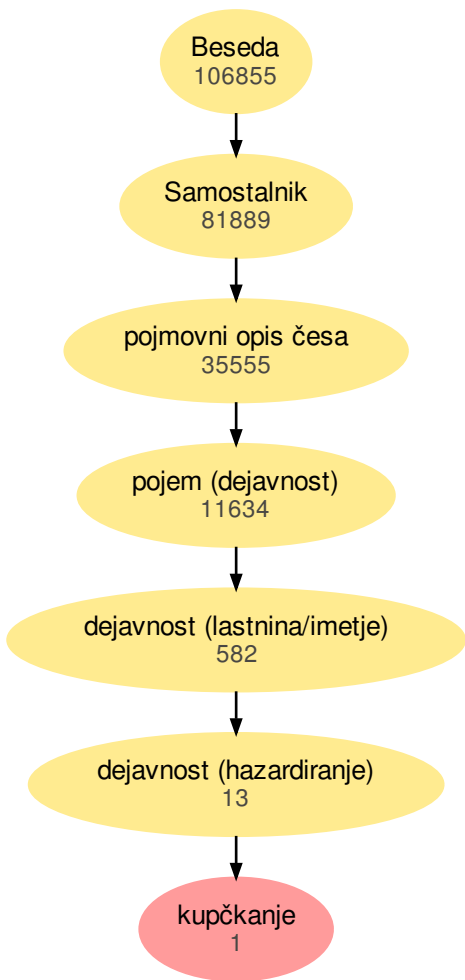 Beseda
106855
Samostalnik
81889
pojmovni opis česa
35555
pojem (dejavnost)
11634
dejavnost (lastnina/imetje)
582
dejavnost (hazardiranje)
13
kupčkanje
1